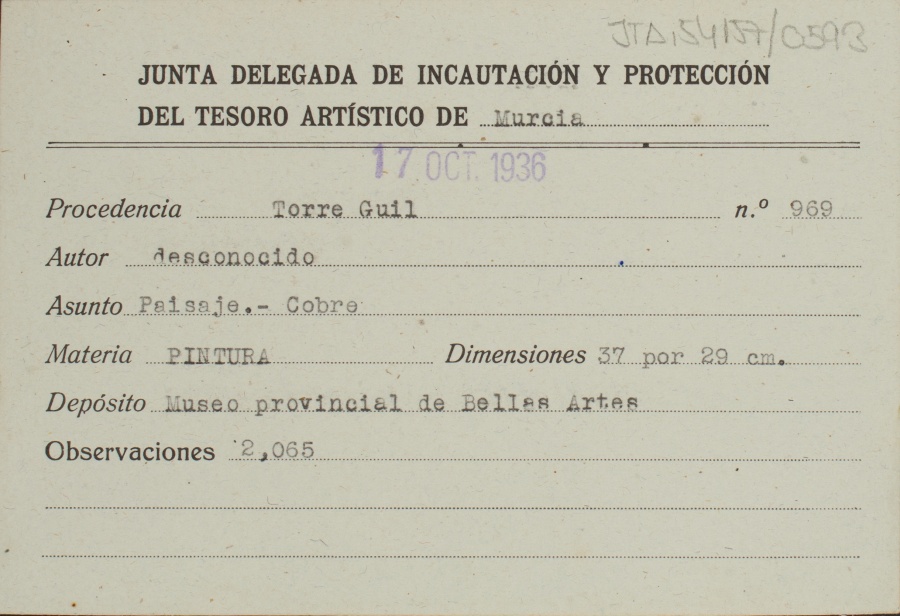 JTA,54157/0593
JUNTA DELEGADA DE INCAUTACIÓN Y PROTECCIÓN
DEL TESORO ARTÍSTICO DE Murcia
17 OCT. 1936
Procedencia Torre Guil n.º 969
Autor desconocido
Asunto Paisaje.- Cobre
Materia PINTURA Dimensiones 37 por 29 cm.
Depósito Museo provincial de Bellas Artes
Observaciones 2,065